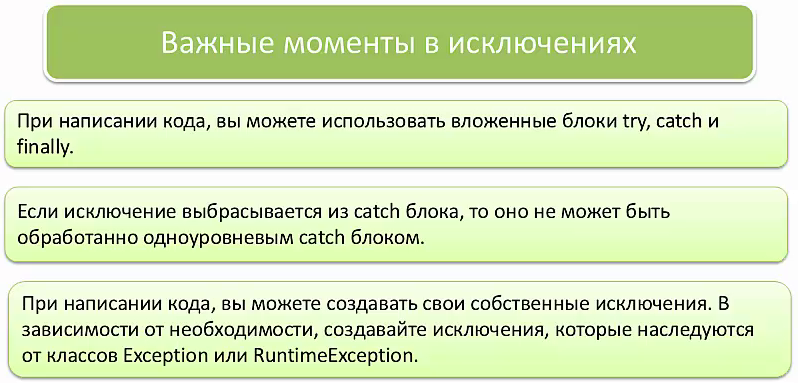 Важные моменты в исключениях
При написании кода, вы можете использовать вложенные блоки try, catch и
finally.
Если исключение выбрасывается из catch блока, то оно не может быть
обработанно одноуровневым catch блоком.
При написании кода, вы можете создавать свои собственные исключения. В
зависимости от необходимости, создавайте исключения, которые наследуются
от классов Exception или RuntimeException.